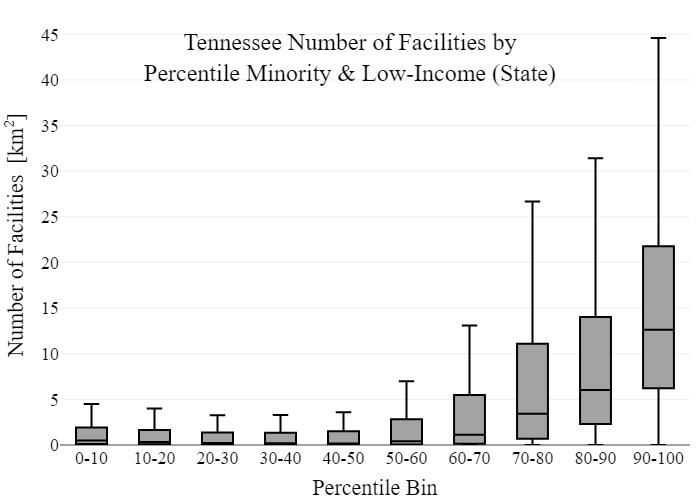 Tennessee Number of Facilities by
Percentile Minority & Low-Income (State)
Number of Facilities [km²]
45
40
35
30
25
20
15
10
5
0
0-10 10-20 20-30 30-40 40-50 50-60 60-70 70-80 80-90 90-100
Percentile Bin